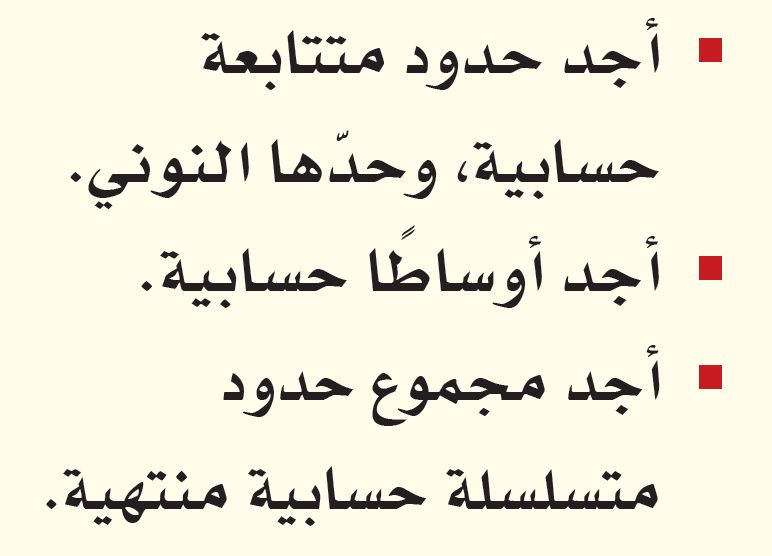 أجد حدود متتابعة
حسابية، وحدّها النوني.
أجد أوساطًا حسابية.
أجد مجموع حدود
متسلسلة حسابية منتهية.